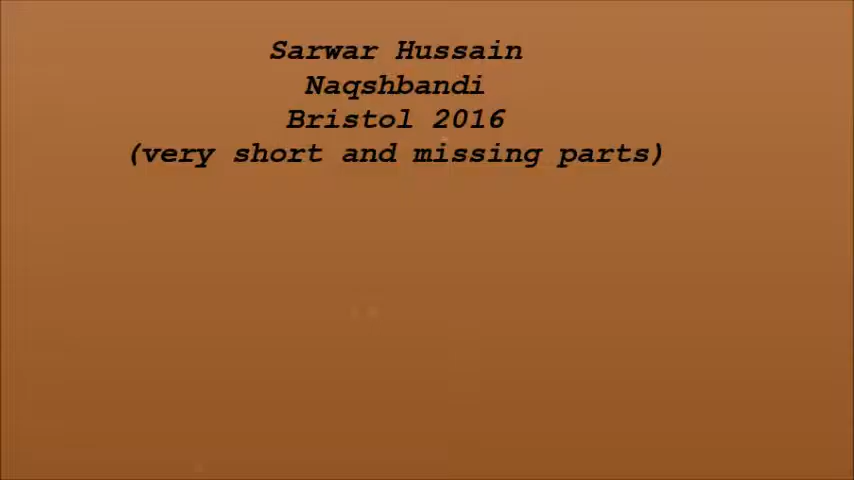 Sarwar Hussain
Naqshbandi
Bristol 2016
(very short and missing parts)